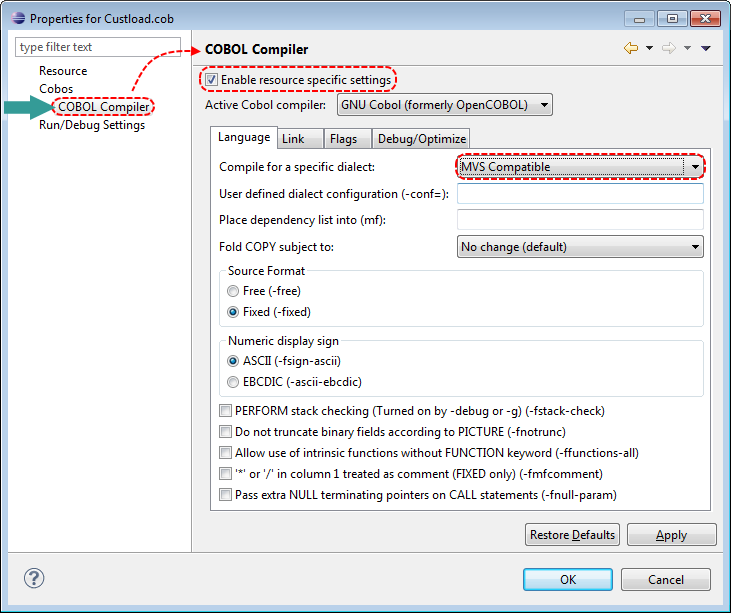 Properties for Custload.cob
type filter text
Resource
Cobos
COBOL Compiler
Run/Debug Settings
COBOL Compiler
Enable resource specific settings
Active Cobol compiler: GNU Cobol (formerly OpenCOBOL)
Language Link Flags Debug/Optimize
Compile for a specific dialect: MVS Compatible
User defined dialect configuration (-conf=):
Place dependency list into (mf):
Fold COPY subject to: No change (default)
Source Format
Free (-free)
Fixed (-fixed)
Numeric display sign
ASCII (-fsign-ascii)
EBCDIC (-ascii-ebcdic)
PERFORM stack checking (Turned on by -debug or -g) (-fstack-check)
Do not truncate binary fields according to PICTURE (-fnotrunc)
Allow use of intrinsic functions without FUNCTION keyword (-ffunctions-all)
'*' or '/' in column 1 treated as comment (FIXED only) (-fmfcomment)
Pass extra NULL terminating pointers on CALL statements (-fnull-param)
Restore Defaults Apply
? OK Cancel